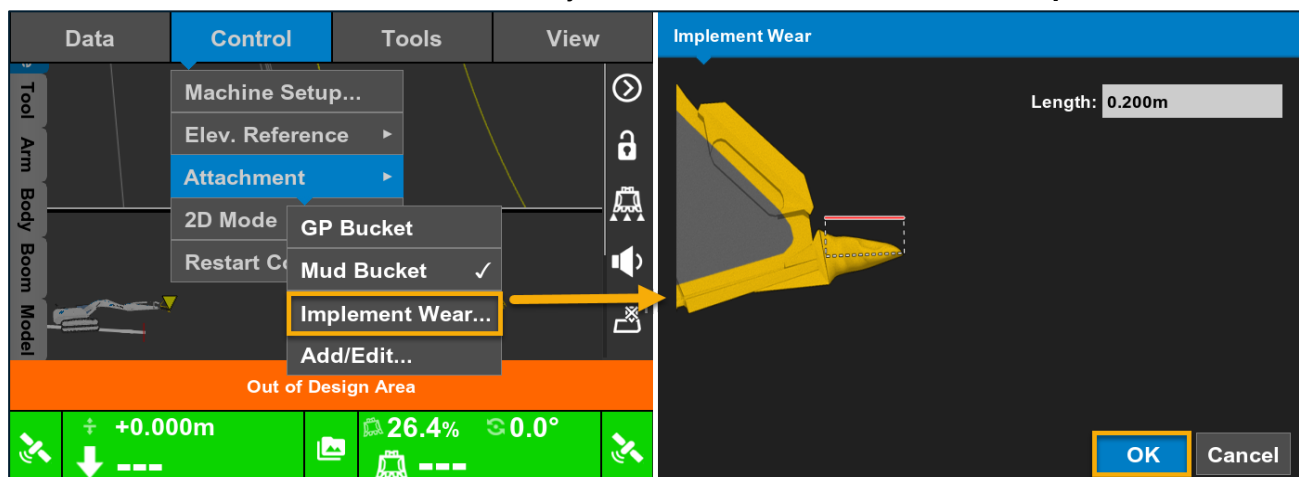 Data Control Tools View
Tool
Arm
Body
Boom
Model
Machine Setup...
Elev. Reference
Attachment
2D Mode
GP Bucket
Mud Bucket ✓
Implement Wear...
Add/Edit...
Out of Design Area
+0.000m
26.4% 0.0°
---
---
Implement Wear
Length: 0.200m
OK Cancel